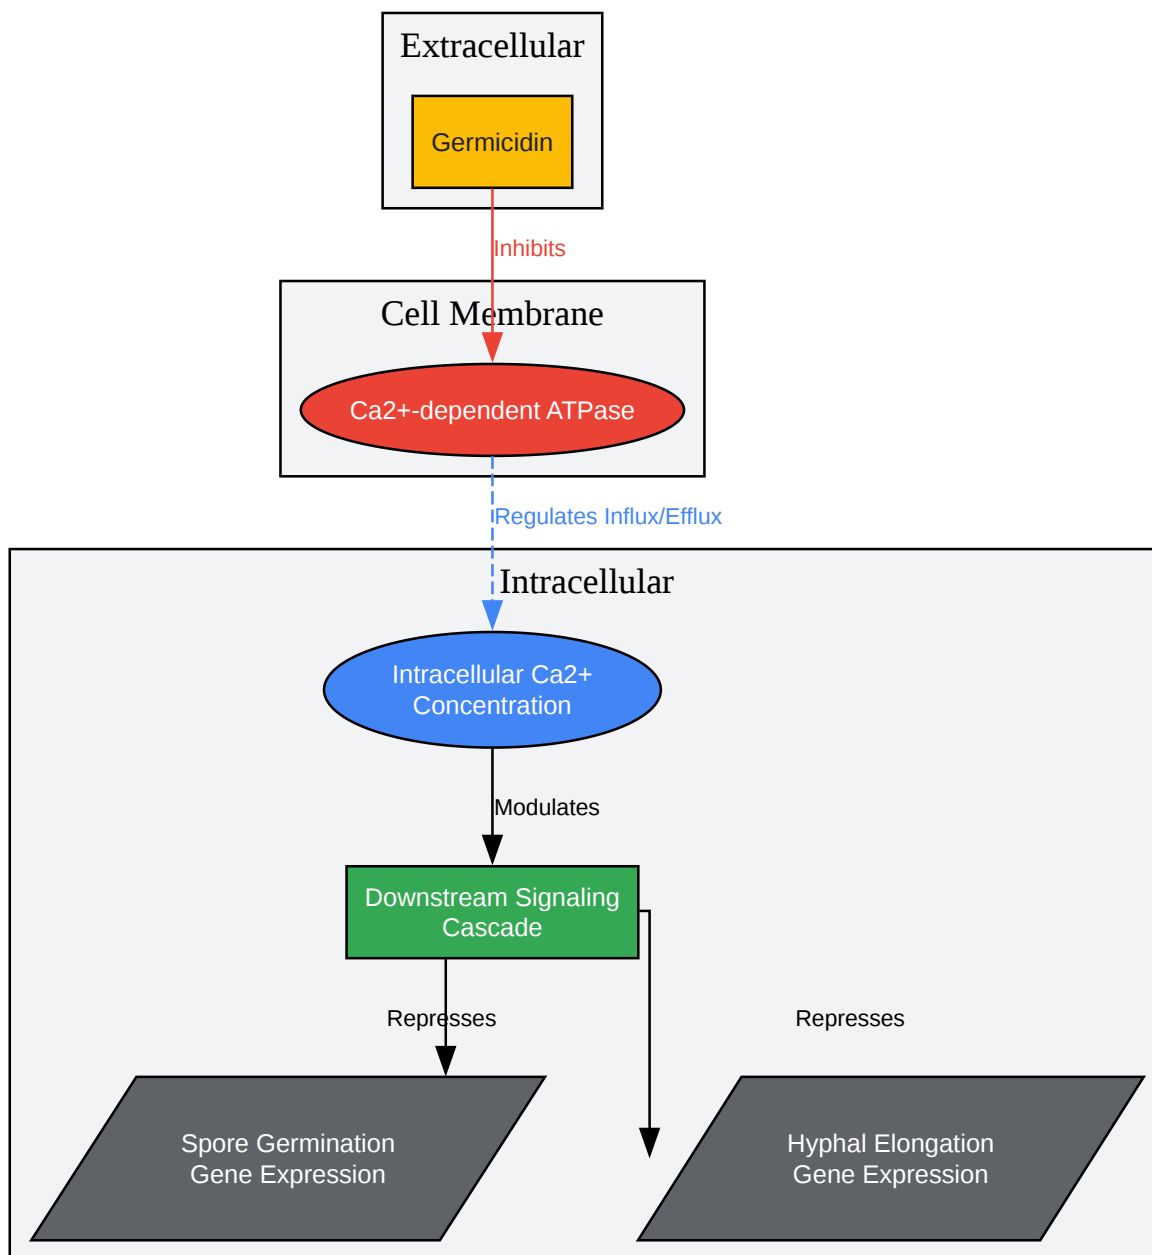 Extracellular
Germicidin
Inhibits
Cell Membrane
Ca2+-dependent ATPase
Regulates Influx/Efflux
Intracellular
Intracellular Ca2+
Concentration
Modulates
Downstream Signaling
Cascade
Represses
Represses
Spore Germination
Gene Expression
Hyphal Elongation
Gene Expression